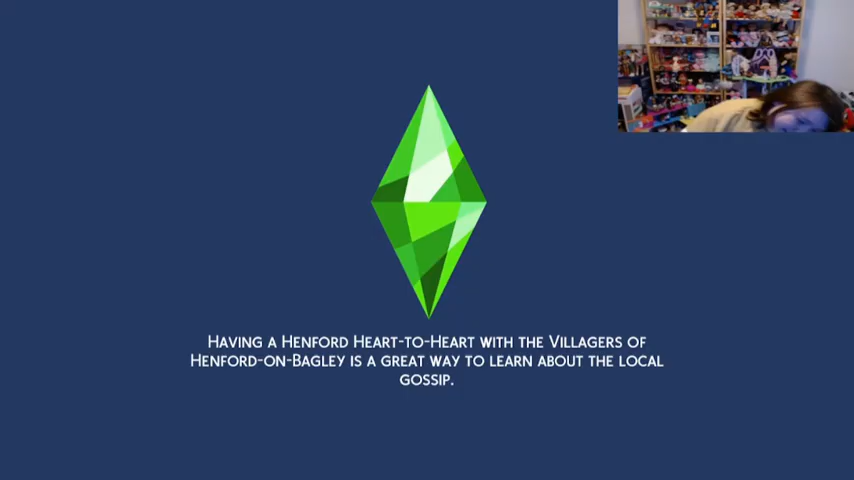 HAVING A HENFORD HEART-TO-HEART WITH THE VILLAGERS OF
HENFORD-ON-BAGLEY IS A GREAT WAY TO LEARN ABOUT THE LOCAL
GOSSIP.